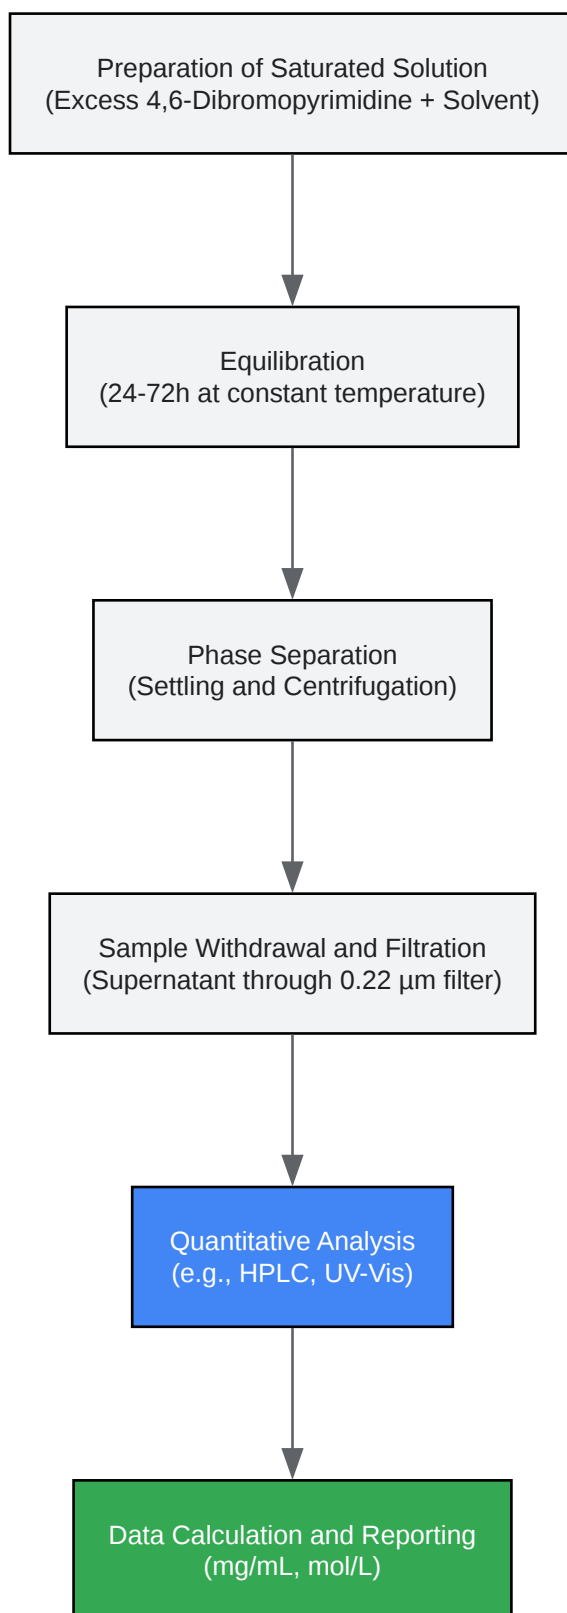 Preparation of Saturated Solution
(Excess 4,6-Dibromopyrimidine + Solvent)
Equilibration
(24-72h at constant temperature)
Phase Separation
(Settling and Centrifugation)
Sample Withdrawal and Filtration
(Supernatant through 0.22 µm filter)
Quantitative Analysis
(e.g., HPLC, UV-Vis)
Data Calculation and Reporting
(mg/mL, mol/L)